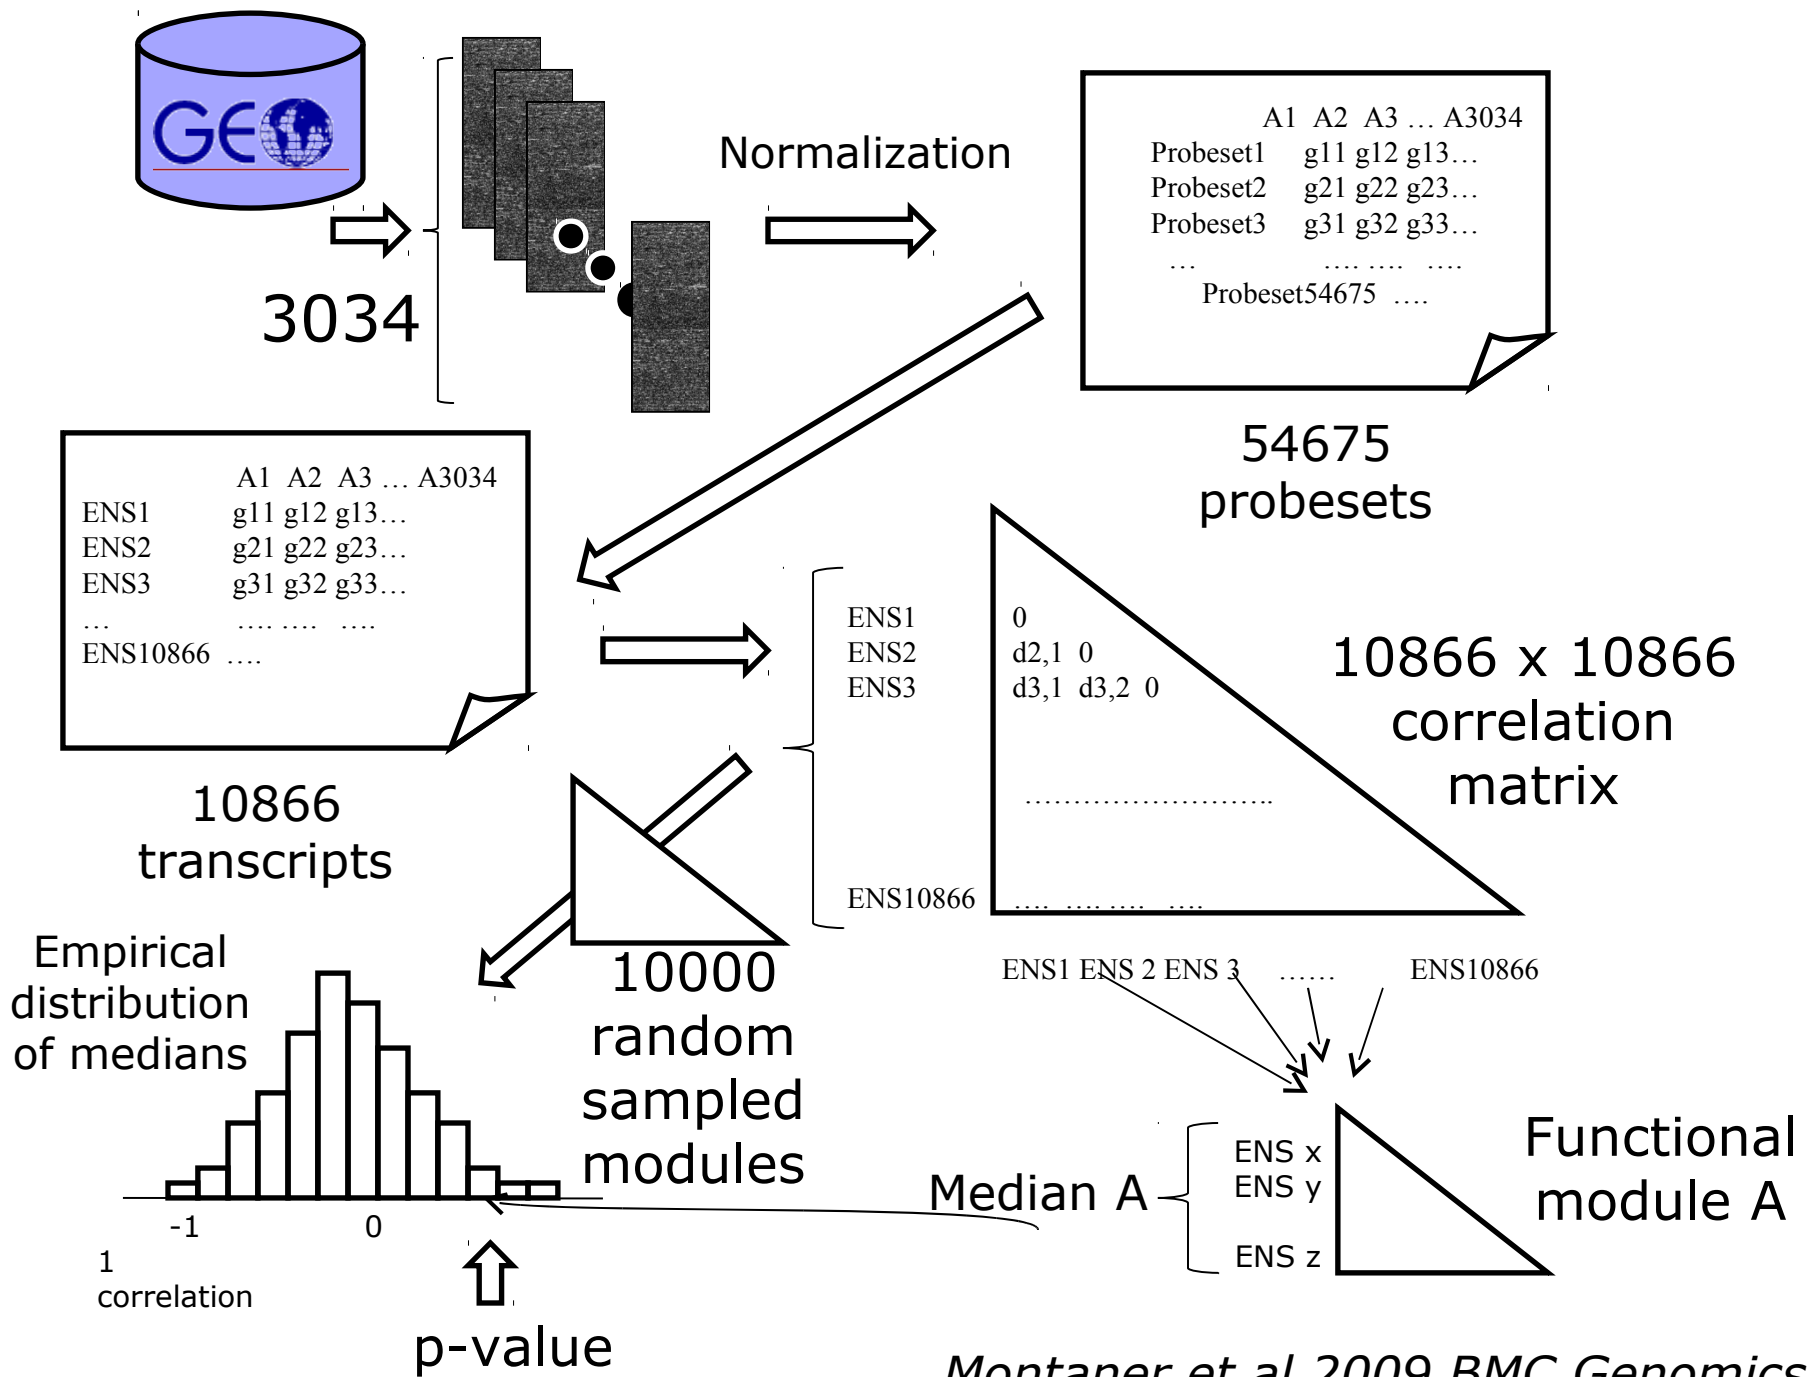 GEO
3034
Normalization
A1 A2 A3 … A3034
Probeset1 g11 g12 g13…
Probeset2 g21 g22 g23…
Probeset3 g31 g32 g33…
… …. …. ….
Probeset54675 ….
54675
probesets
A1 A2 A3 … A3034
ENS1 g11 g12 g13…
ENS2 g21 g22 g23…
ENS3 g31 g32 g33…
… …. …. ….
ENS10866 ….
10866
transcripts
ENS1 0
ENS2 d2,1 0
ENS3 d3,1 d3,2 0
……………………..
ENS10866 …. …. …. ….
ENS1 ENS 2 ENS 3 …… ENS10866
10866 x 10866
correlation
matrix
Empirical
distribution
of medians
10000
random
sampled
modules
-1 0
1
correlation
p-value
Median A
ENS x
ENS y
ENS z
Functional
module A
Montaner et al 2009 BMC Genomics